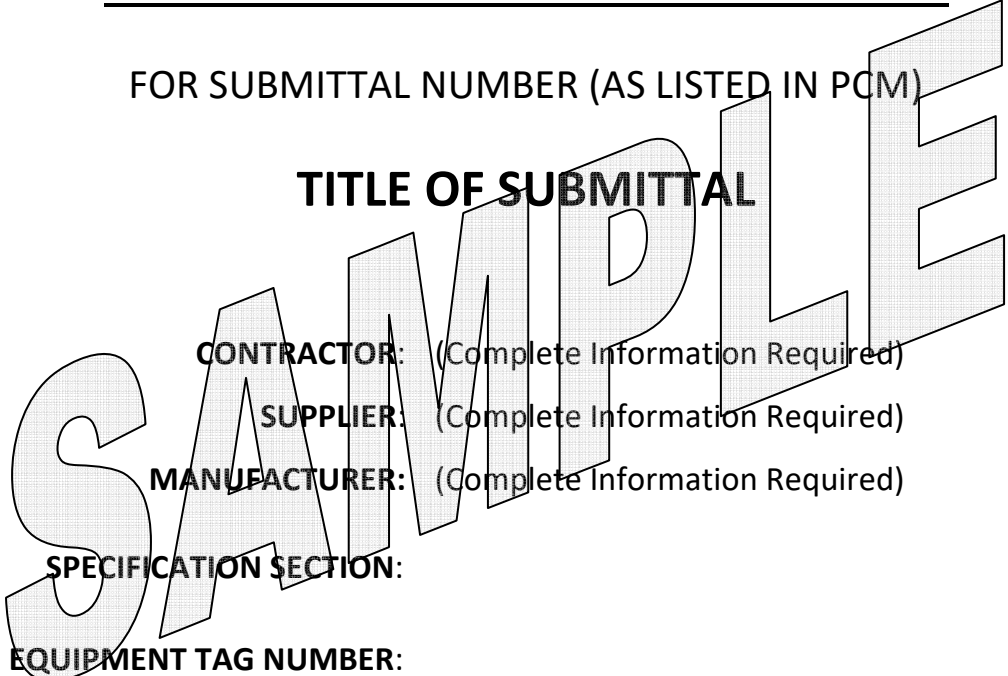 FOR SUBMITTAL NUMBER (AS LISTED IN PCM)
TITLE OF SUBMITTAL
CONTRACTOR: (Complete Information Required)
SUPPLIER: (Complete Information Required)
MANUFACTURER: (Complete Information Required)
SPECIFICATION SECTION:
EQUIPMENT TAG NUMBER:
SAMPLE